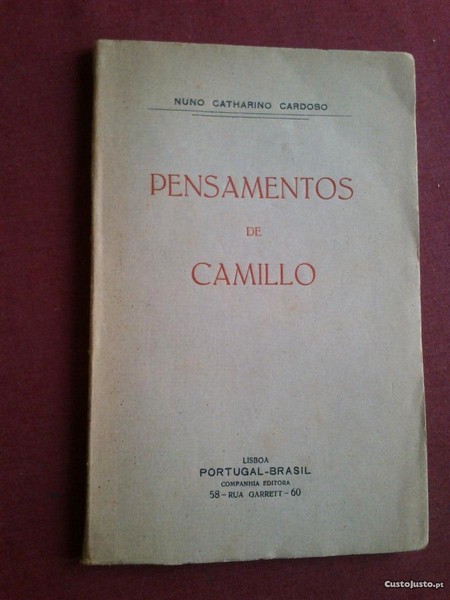 NUNO CATHARINO CARDOSO
PENSAMENTOS
DE
CAMILLO
LISBOA
PORTUGAL-BRASIL
COMPANHIA EDITORA
58-RUA GARRETT-60
CustoJusto.pt